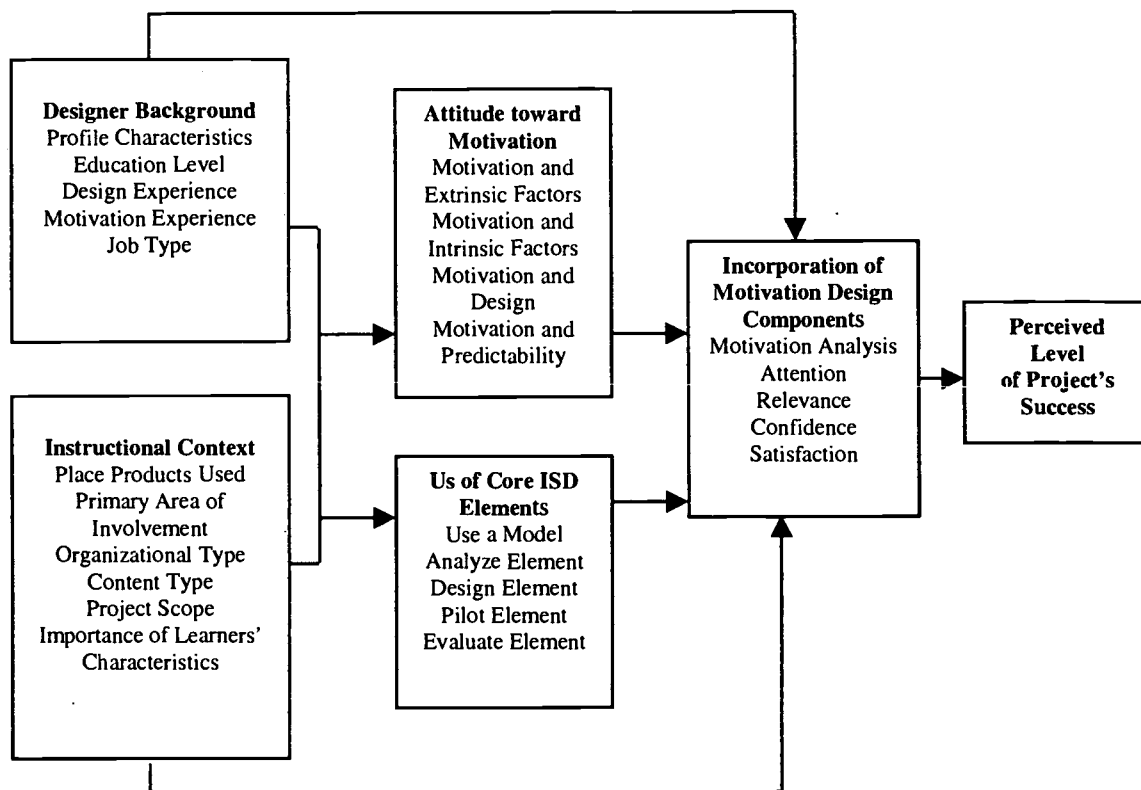 Designer Background
Profile Characteristics
Education Level
Design Experience
Motivation Experience
Job Type
Instructional Context
Place Products Used
Primary Area of
Involvement
Organizational Type
Content Type
Project Scope
Importance of Learners'
Characteristics
Attitude toward
Motivation
Motivation and
Extrinsic Factors
Motivation and
Intrinsic Factors
Motivation and
Design
Motivation and
Predictability
Us of Core ISD
Elements
Use a Model
Analyze Element
Design Element
Pilot Element
Evaluate Element
Incorporation of
Motivation Design
Components
Motivation Analysis
Attention
Relevance
Confidence
Satisfaction
Perceived
Level
of Project's
Success